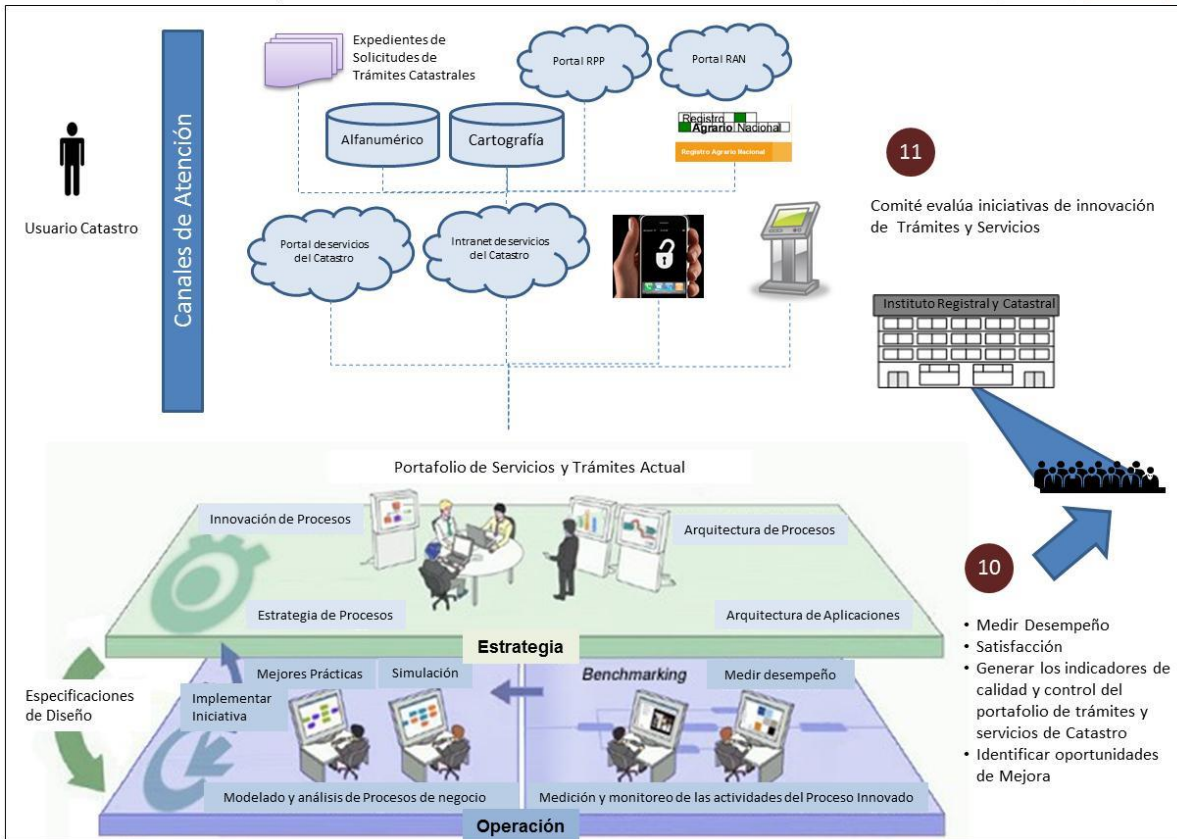 Expedientes de
Solicitudes de
Trámites Catastrales
Portal RPP
Portal RAN
Alfanumérico
Cartografía
Registro
Agrario Nacional
Registro Agrario Nacional
Canales de Atención
Usuario Catastro
Portal de servicios
del Catastro
Intranet de servicios
del Catastro
11
Comité evalúa iniciativas de innovación
de Trámites y Servicios
Instituto Registral y Catastral
Portafolio de Servicios y Trámites Actual
Innovación de Procesos
Arquitectura de Procesos
Estrategia de Procesos
Arquitectura de Aplicaciones
Estrategia
10
• Medir Desempeño
• Satisfacción
• Generar los indicadores de
calidad y control del
portafolio de trámites y
servicios de Catastro
• Identificar oportunidades
de Mejora
Especificaciones
de Diseño
Implementar
Iniciativa
Mejores Prácticas
Simulación
Benchmarking
Medir desempeño
Modelado y análisis de Procesos de negocio
Medición y monitoreo de las actividades del Proceso Innovado
Operación